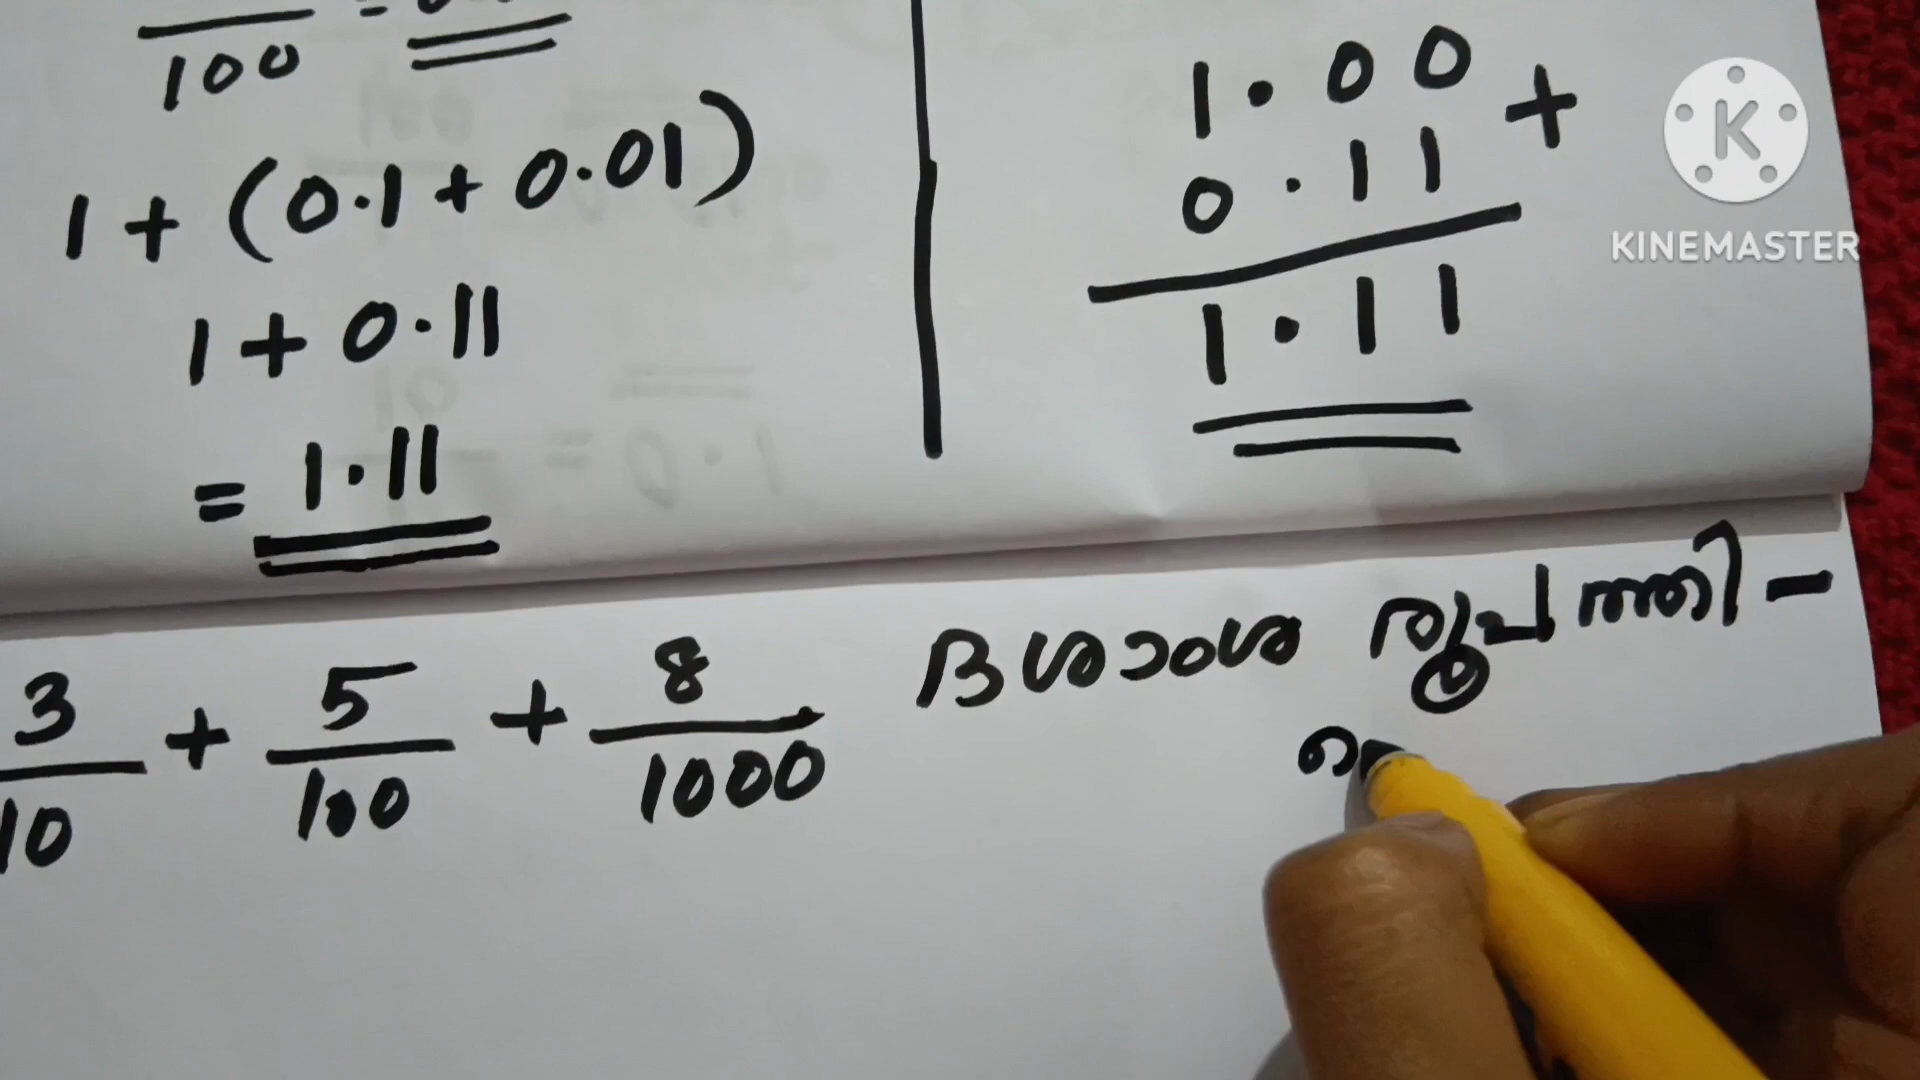 100 =
1 + (0.1 + 0.01)
1 + 0.11
= 1.11
1.00 +
0.11
1.11
3/10 + 5/100 + 8/1000 ദശാംശ രൂപത്തി-
KINEMASTER